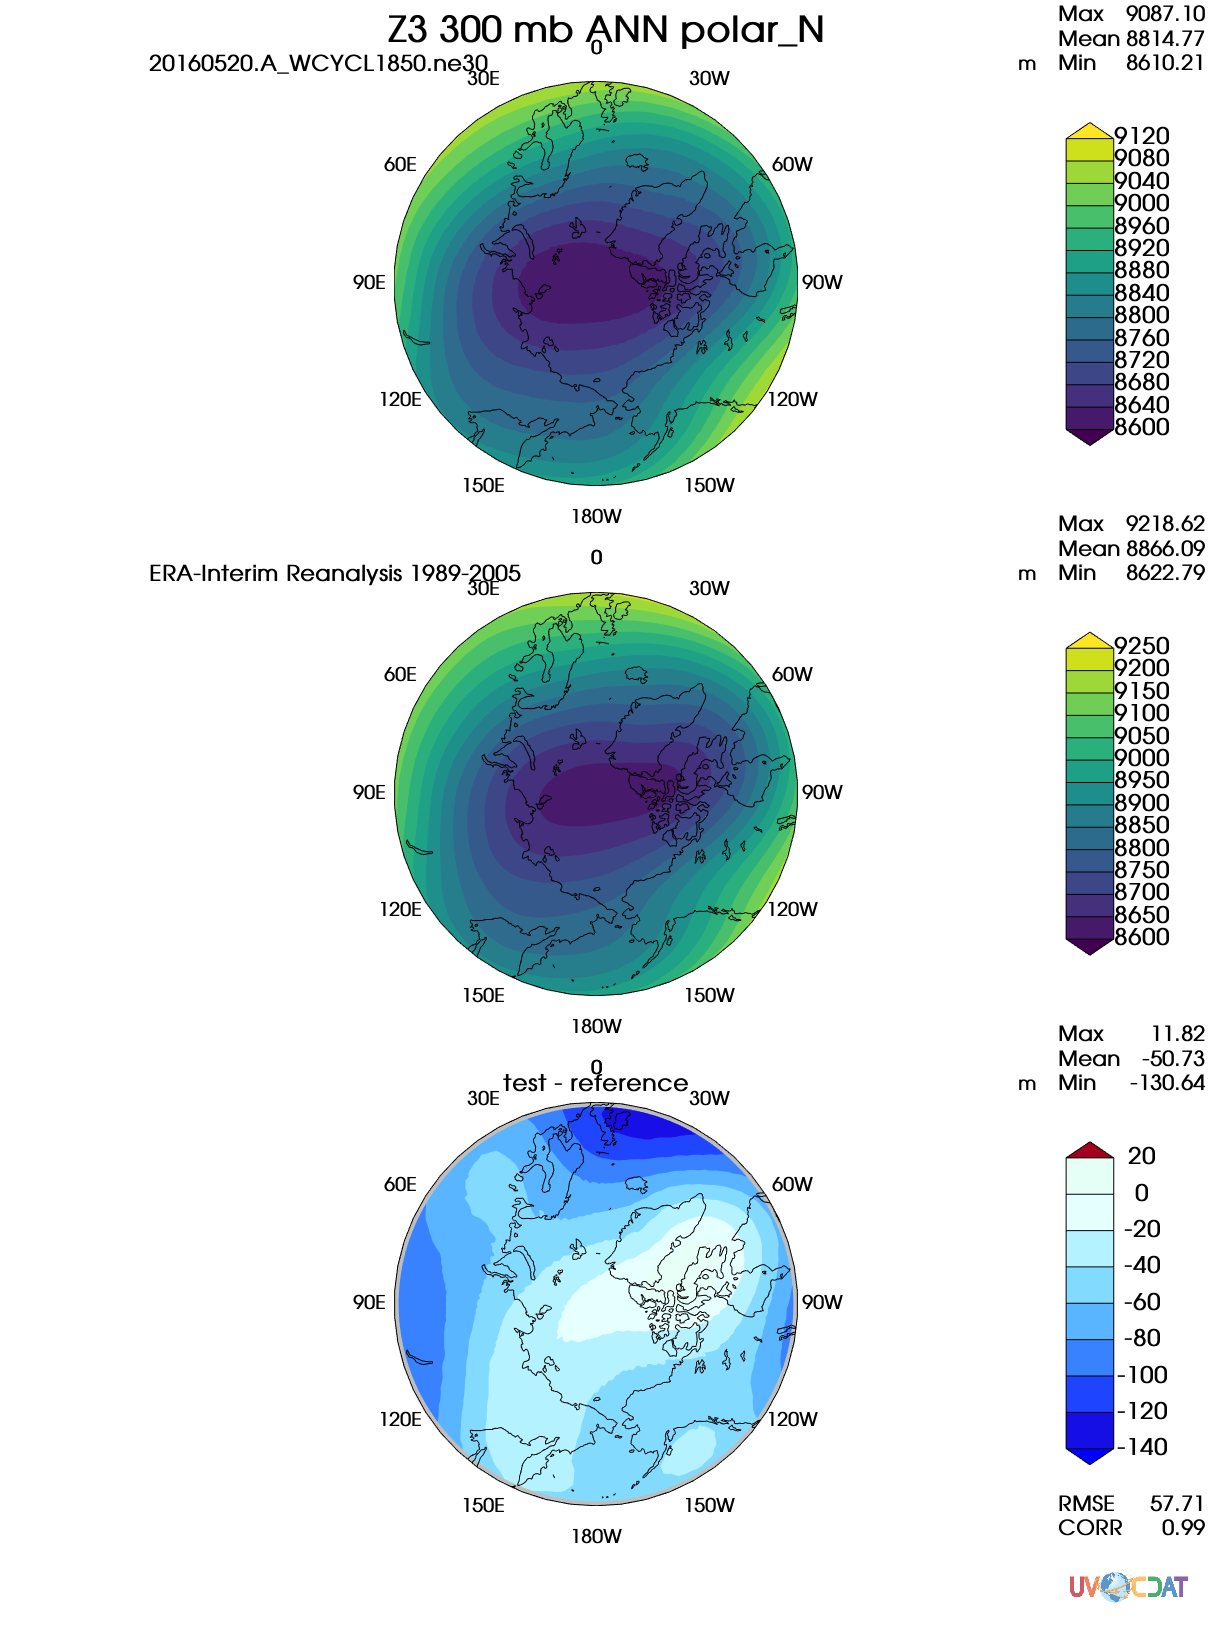 Z3 300 mb ANN polar_N
20160520.A_WCYCL1850.ne30
m
Max 9087.10
Mean 8814.77
Min 8610.21
0
30E 30W
60E 60W
90E 90W
120E 120W
150E 150W
180W
9120
9080
9040
9000
8960
8920
8880
8840
8800
8760
8720
8680
8640
8600
ERA-Interim Reanalysis 1989-2005
m
Max 9218.62
Mean 8866.09
Min 8622.79
0
30E 30W
60E 60W
90E 90W
120E 120W
150E 150W
180W
9250
9200
9150
9100
9050
9000
8950
8900
8850
8800
8750
8700
8650
8600
test - reference
m
Max 11.82
Mean -50.73
Min -130.64
0
30E 30W
60E 60W
90E 90W
120E 120W
150E 150W
180W
20
0
-20
-40
-60
-80
-100
-120
-140
RMSE 57.71
CORR 0.99
UV CDAT